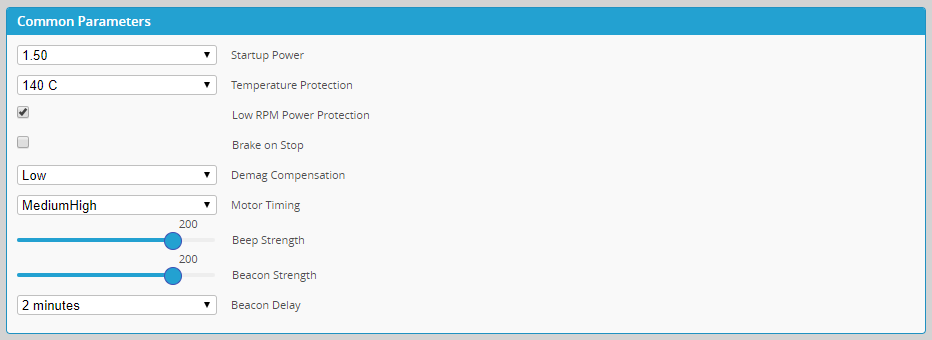 Common Parameters
1.50 Startup Power
140 C Temperature Protection
Low RPM Power Protection
Brake on Stop
Low Demag Compensation
MediumHigh Motor Timing
200
Beep Strength
200
Beacon Strength
2 minutes Beacon Delay